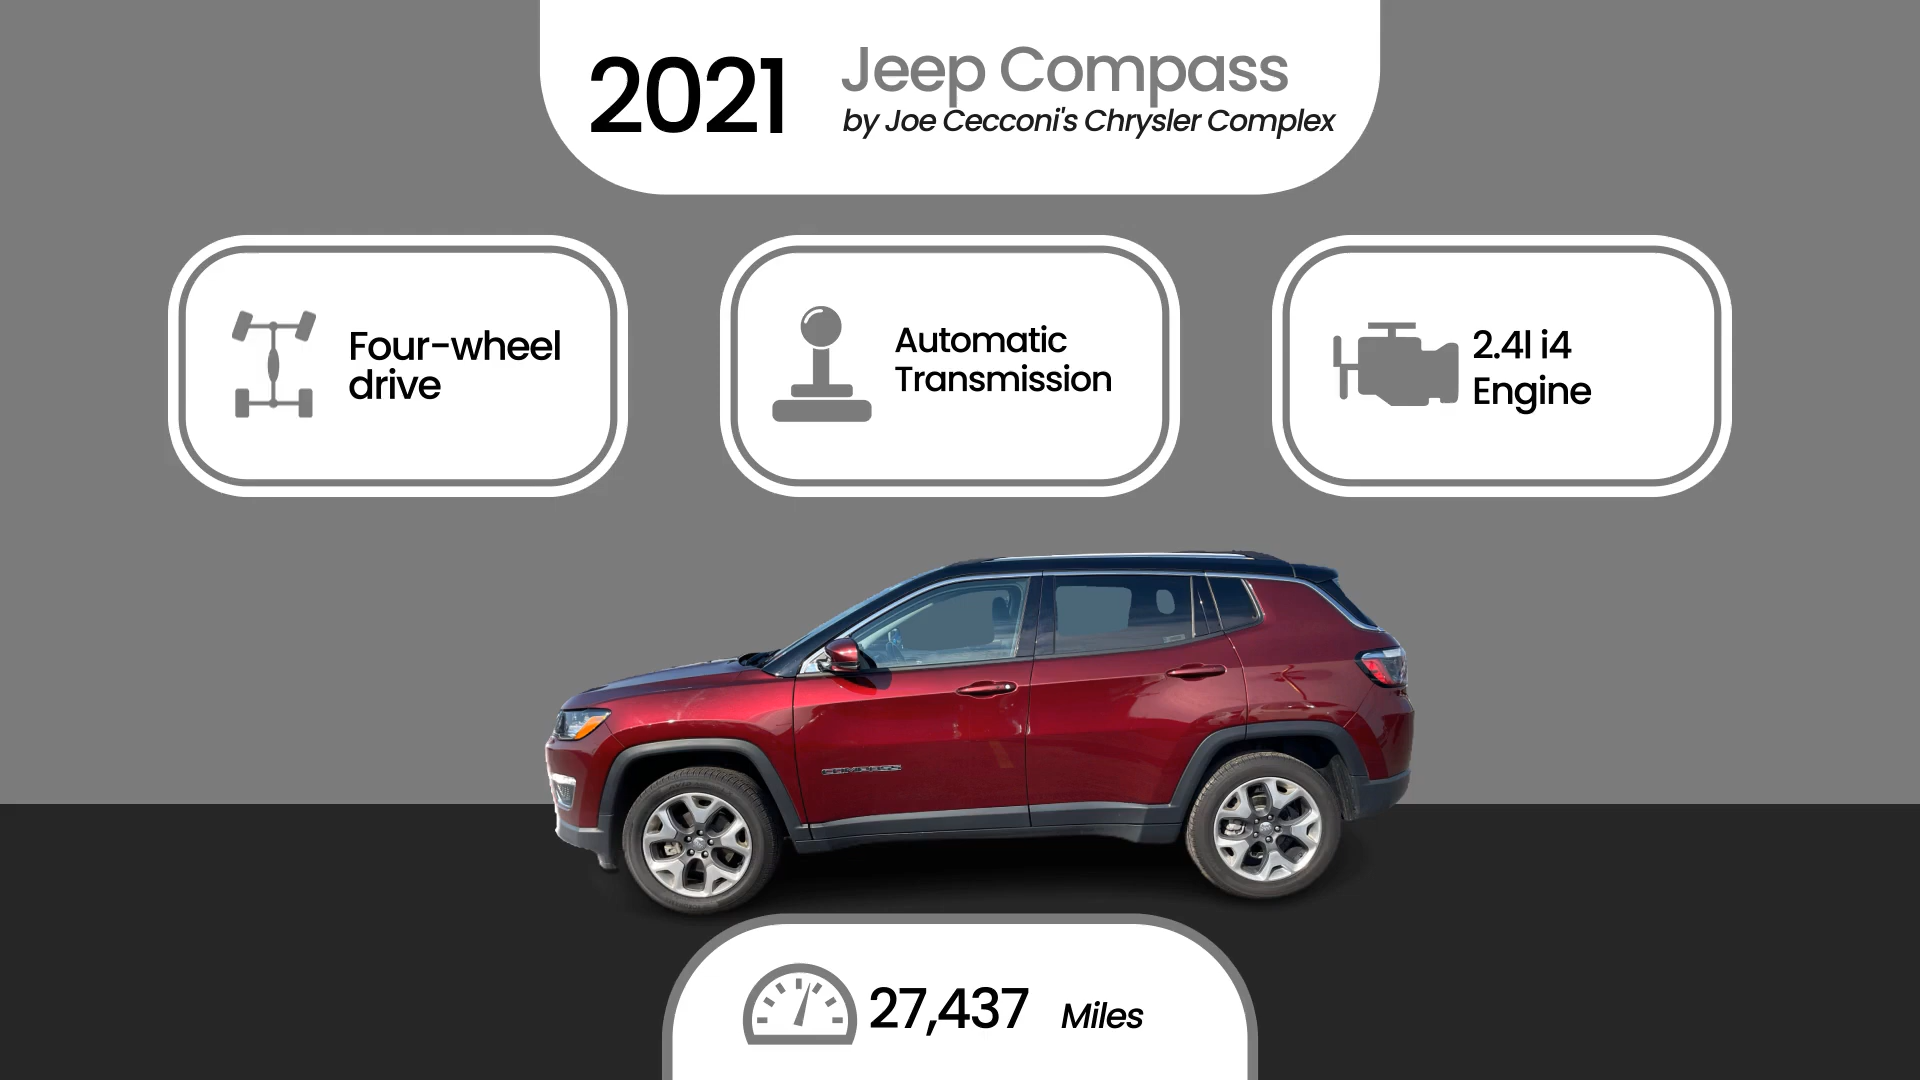 2021
Jeep Compass
by Joe Cecconi's Chrysler Complex
Four-wheel
drive
Automatic
Transmission
2.4l i4
Engine
COMPASS
27,437 Miles